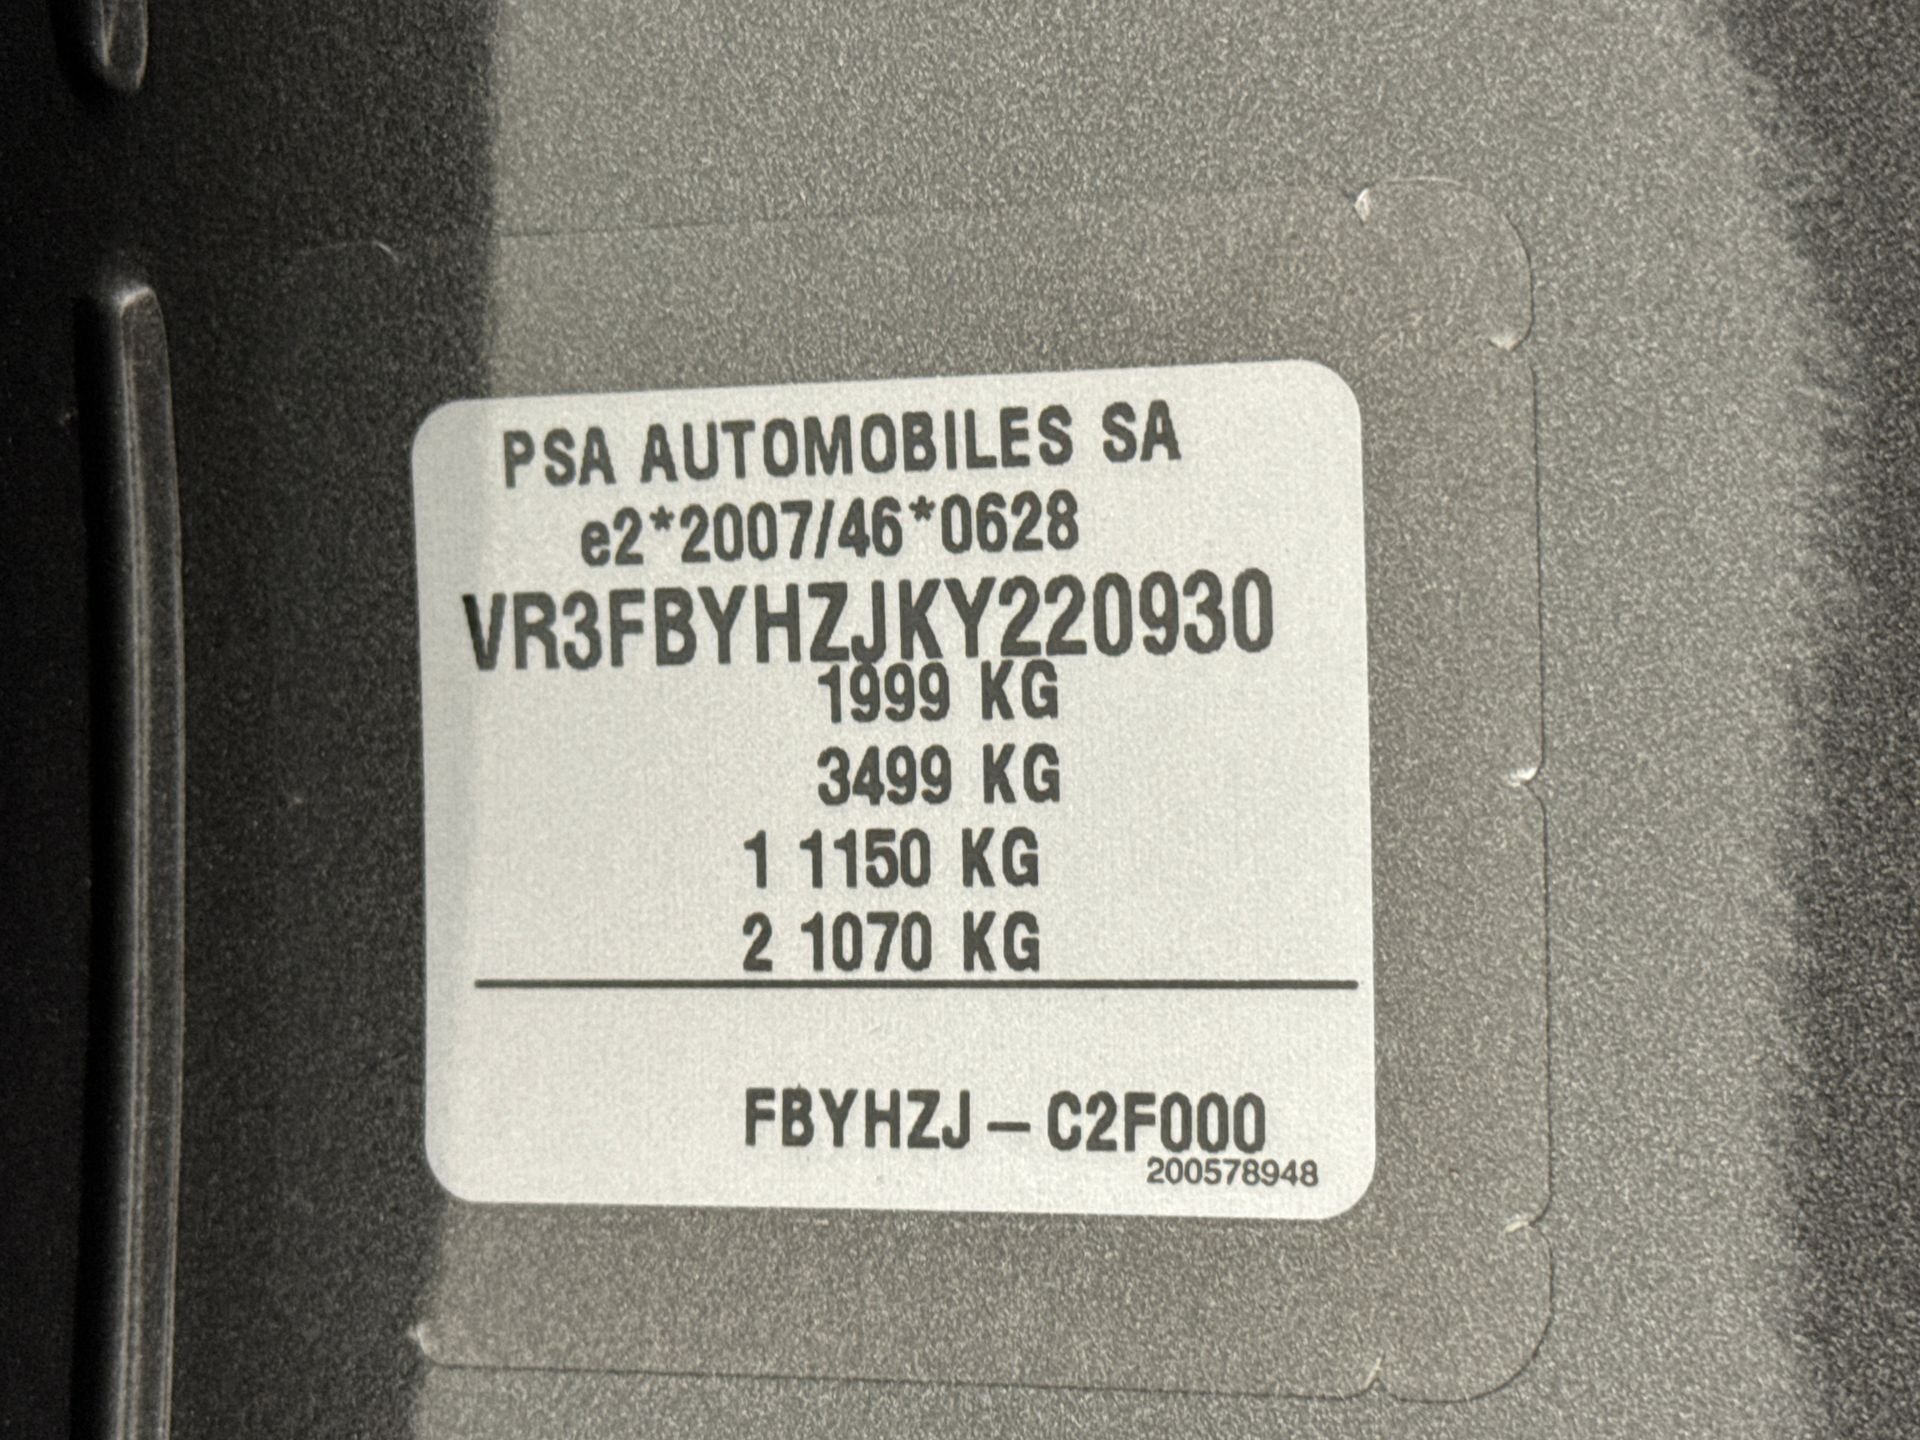 PSA AUTOMOBILES SA
e2*2007/46*0628
VR3FBYHZJKY220930
1999 KG
3499 KG
1 1150 KG
2 1070 KG
FBYHZJ – C2F000
200578948